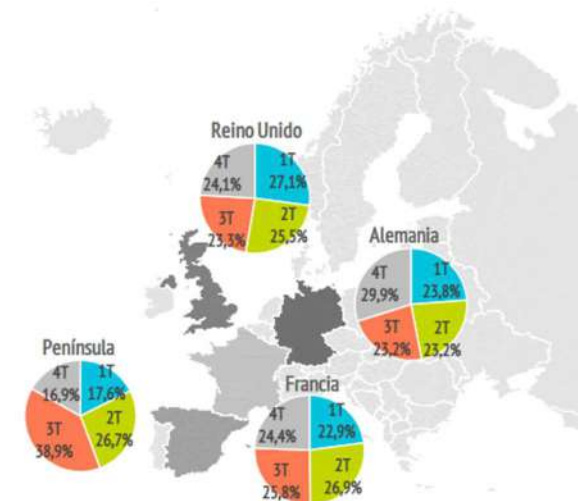 Reino Unido
4T
24,1%
1T
27,1%
3T
23,3%
2T
25,5%
Alemania
4T
29,9%
1T
23,8%
3T
23,2%
2T
23,2%
Península
4T
16,9%
1T
17,6%
3T
38,9%
2T
26,7%
Francia
4T
24,4%
1T
22,9%
3T
25,8%
2T
26,9%